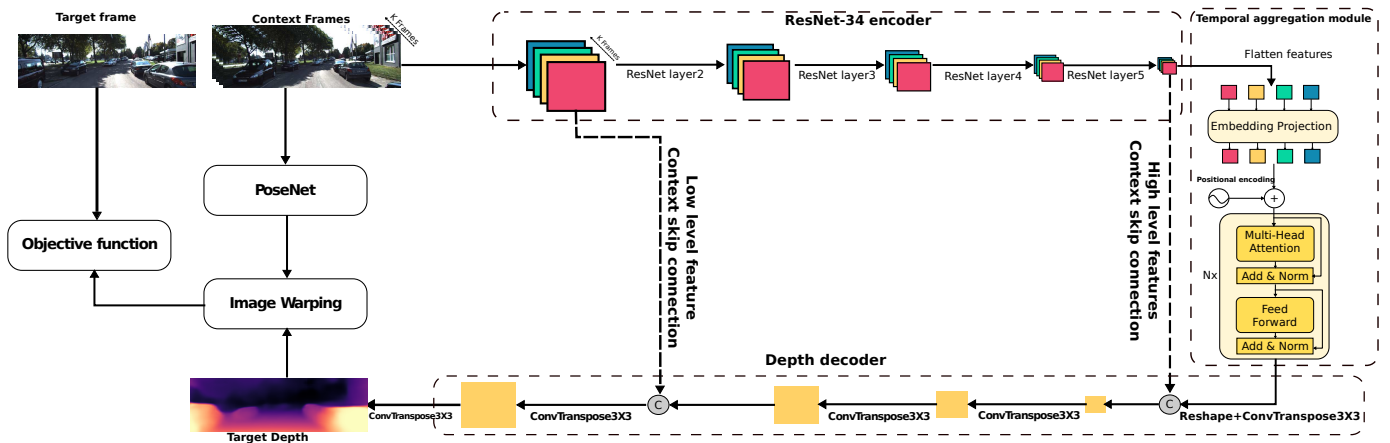 Target frame
Context Frames
K Frames
ResNet-34 encoder
K Frames
ResNet layer2
ResNet layer3
ResNet layer4
ResNet layer5
Temporal aggregation module
Flatten features
Embedding Projection
Positional encoding
+
Multi-Head
Attention
Add & Norm
Nx
Feed
Forward
Add & Norm
PoseNet
Objective function
Image Warping
Low level feature
Context skip connection
High level features
Context skip connection
Depth decoder
Target Depth
ConvTranspose3X3
ConvTranspose3X3
C
ConvTranspose3X3
ConvTranspose3X3
C
Reshape+ConvTranspose3X3